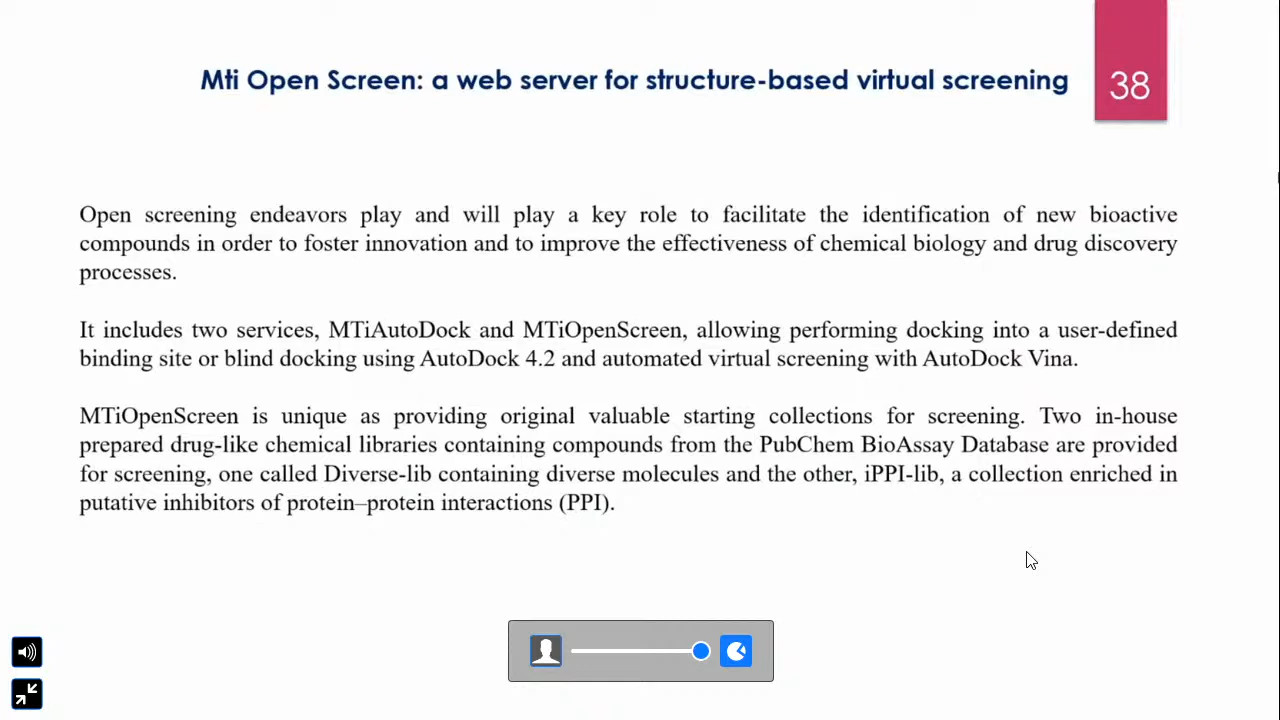 Mti Open Screen: a web server for structure-based virtual screening
38
Open screening endeavors play and will play a key role to facilitate the identification of new bioactive
compounds in order to foster innovation and to improve the effectiveness of chemical biology and drug discovery
processes.
It includes two services, MTiAutoDock and MTiOpenScreen, allowing performing docking into a user-defined
binding site or blind docking using AutoDock 4.2 and automated virtual screening with AutoDock Vina.
MTiOpenScreen is unique as providing original valuable starting collections for screening. Two in-house
prepared drug-like chemical libraries containing compounds from the PubChem BioAssay Database are provided
for screening, one called Diverse-lib containing diverse molecules and the other, iPPI-lib, a collection enriched in
putative inhibitors of protein–protein interactions (PPI).